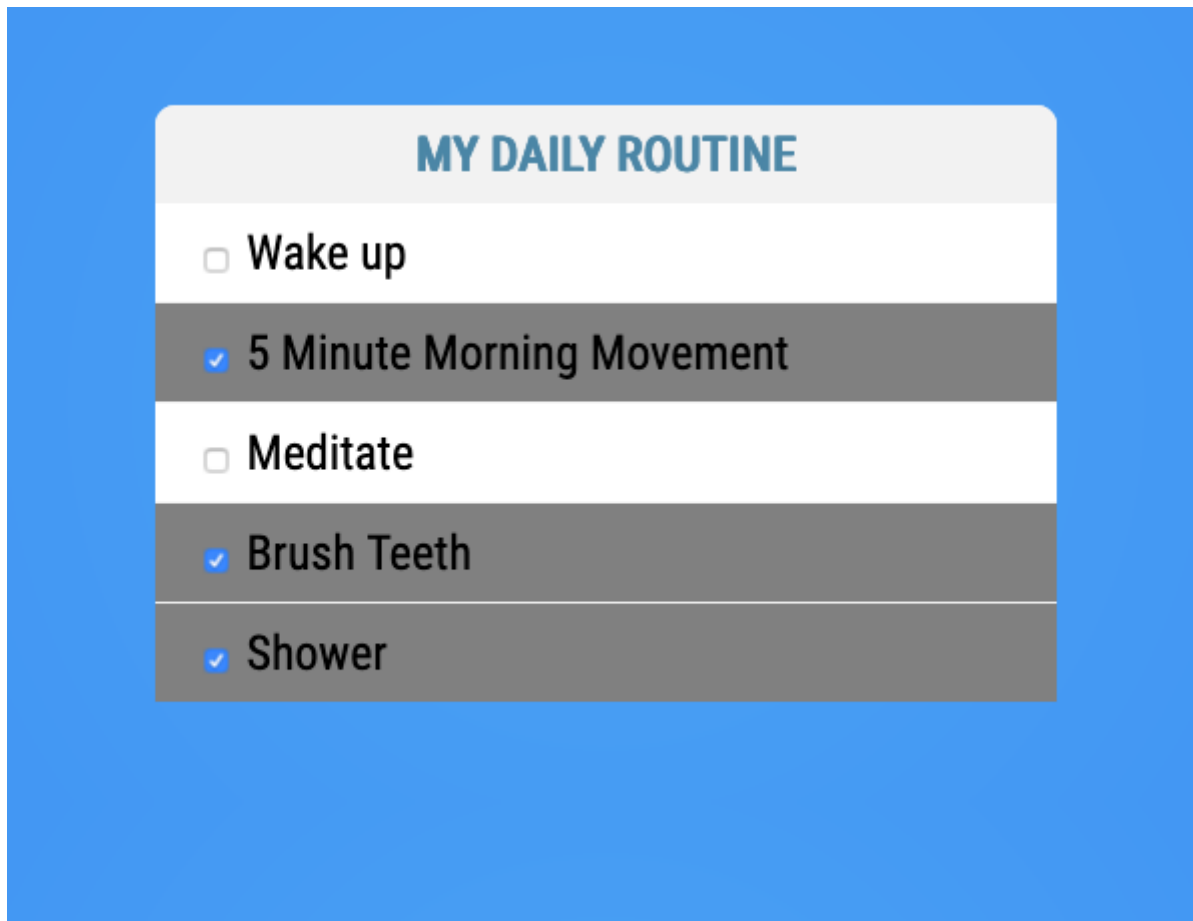 MY DAILY ROUTINE
Wake up
5 Minute Morning Movement
Meditate
Brush Teeth
Shower